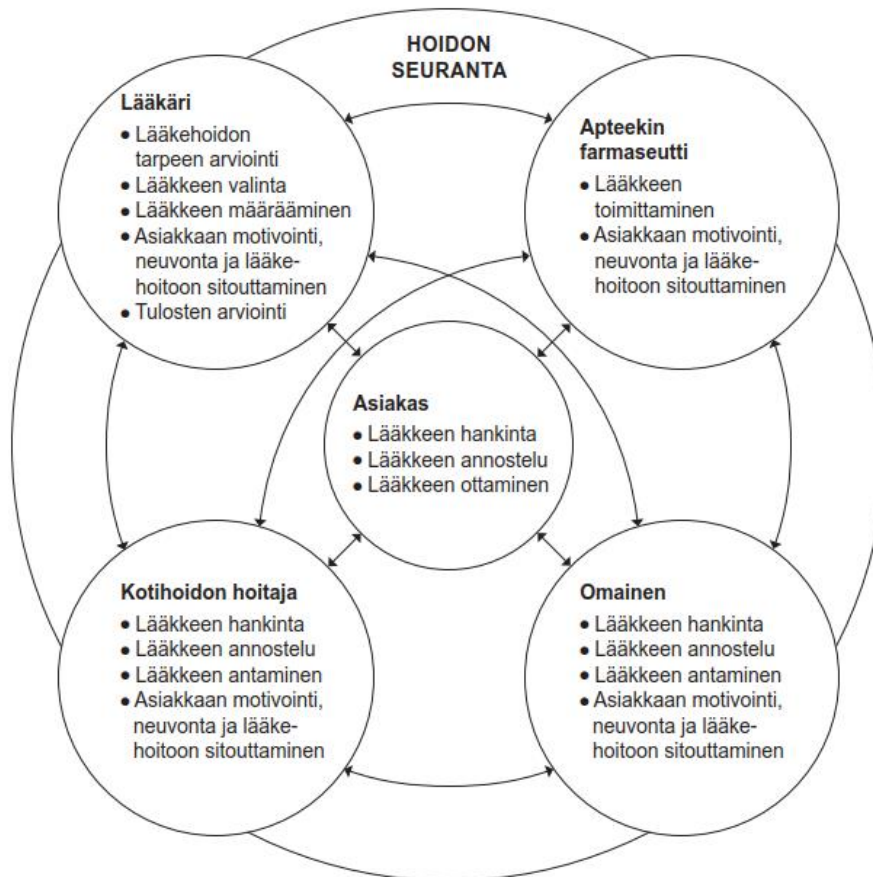 HOIDON
SEURANTA
Lääkäri
• Lääkehoidon
tarpeen arviointi
• Lääkkeen valinta
• Lääkkeen määrääminen
• Asiakkaan motivointi,
neuvonta ja lääke-
hoitoon sitouttaminen
• Tulosten arviointi
Apteekin
farmaseutti
• Lääkkeen
toimittaminen
• Asiakkaan motivointi,
neuvonta ja lääke-
hoitoon sitouttaminen
Asiakas
• Lääkkeen hankinta
• Lääkkeen annostelu
• Lääkkeen ottaminen
Kotihoidon hoitaja
• Lääkkeen hankinta
• Lääkkeen annostelu
• Lääkkeen antaminen
• Asiakkaan motivointi,
neuvonta ja lääke-
hoitoon sitouttaminen
Omainen
• Lääkkeen hankinta
• Lääkkeen annostelu
• Lääkkeen antaminen
• Asiakkaan motivointi,
neuvonta ja lääke-
hoitoon sitouttaminen